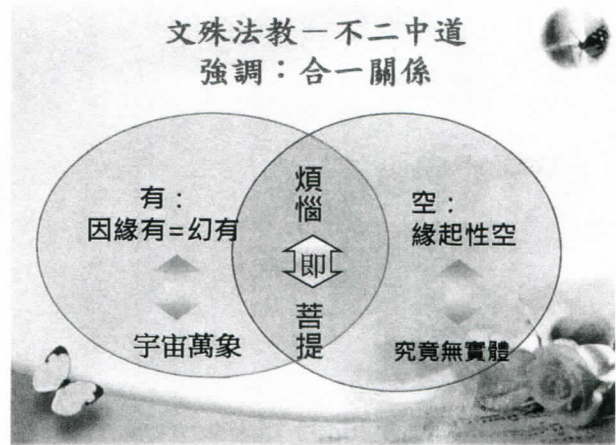 文殊法教－不二中道
強調：合一關係
有：
因緣有=幻有
宇宙萬象
煩惱
即
菩提
空：
緣起性空
究竟無實體